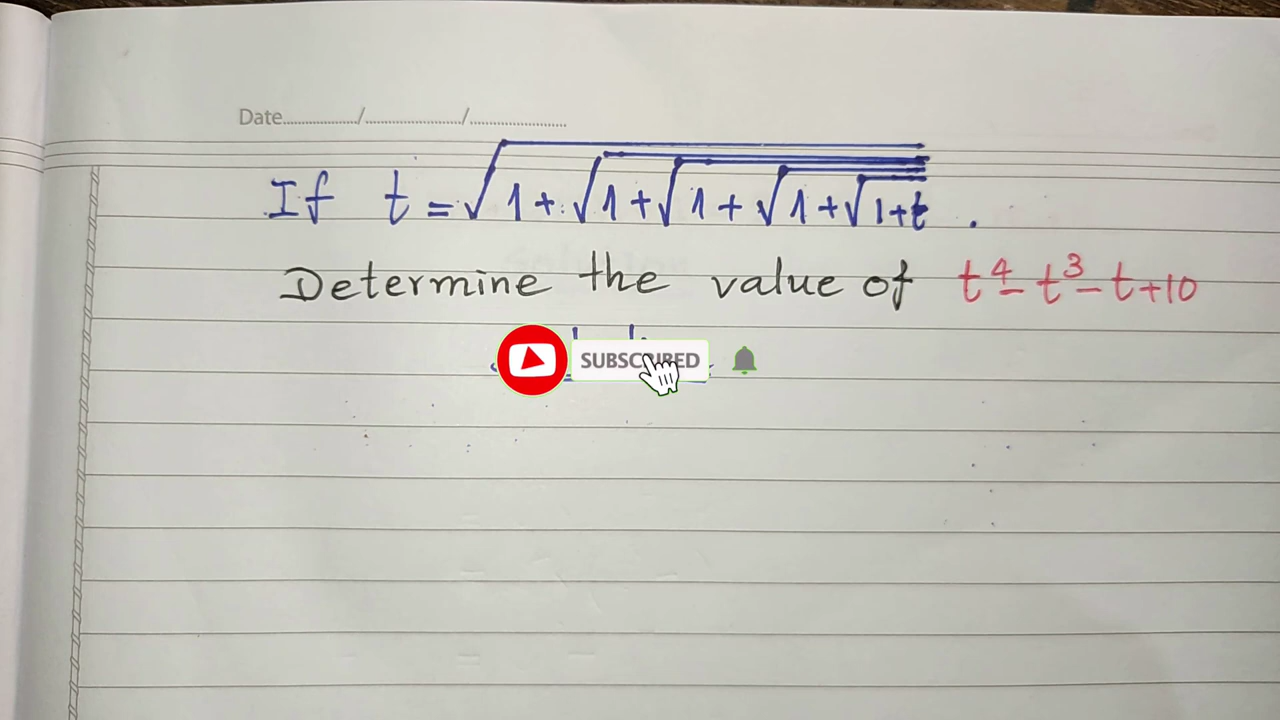 Date................/......................../........................
If t = √1+√1+√1+√1+√1+t .
Determine the value of t⁴ - t³ - t + 10
SUBSCRIBED